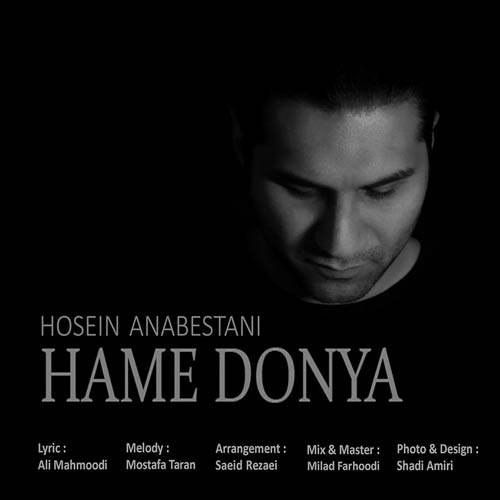 HOSEIN ANABESTANI
HAME DONYA
Lyric :
Ali Mahmoodi
Melody :
Mostafa Taran
Arrangement :
Saeid Rezaei
Mix & Master :
Milad Farhoodi
Photo & Design :
Shadi Amiri